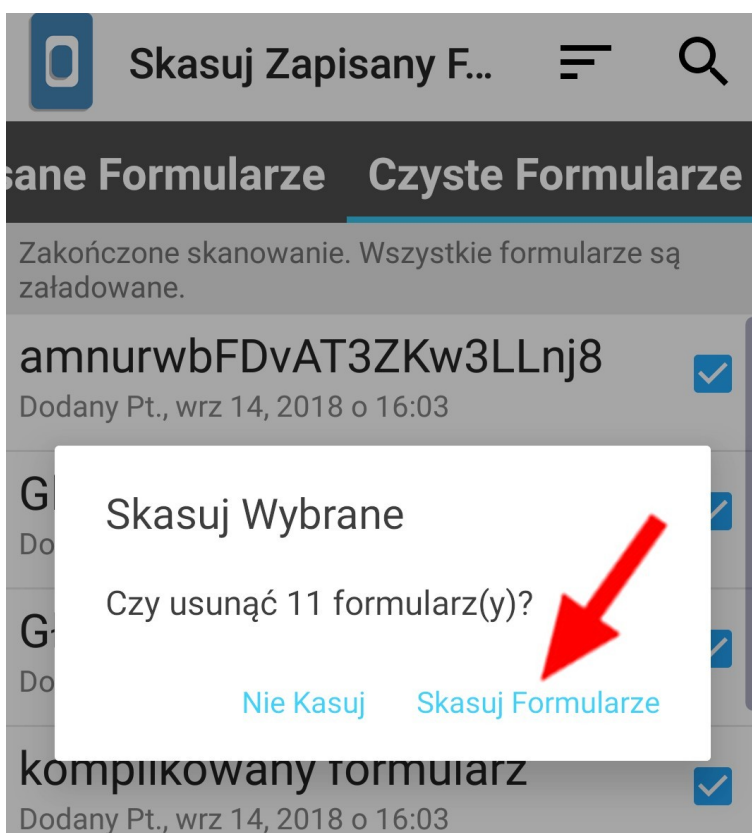 Skasuj Zapisany F...
sane Formularze Czyste Formularze
Zakończone skanowanie. Wszystkie formularze są
załadowane.
amnurwbFDvAT3ZKw3LLnj8
Dodany Pt., wrz 14, 2018 o 16:03
Skasuj Wybrane
Czy usunąć 11 formularz(y)?
Nie Kasuj Skasuj Formularze
komplikowany formularz
Dodany Pt., wrz 14, 2018 o 16:03